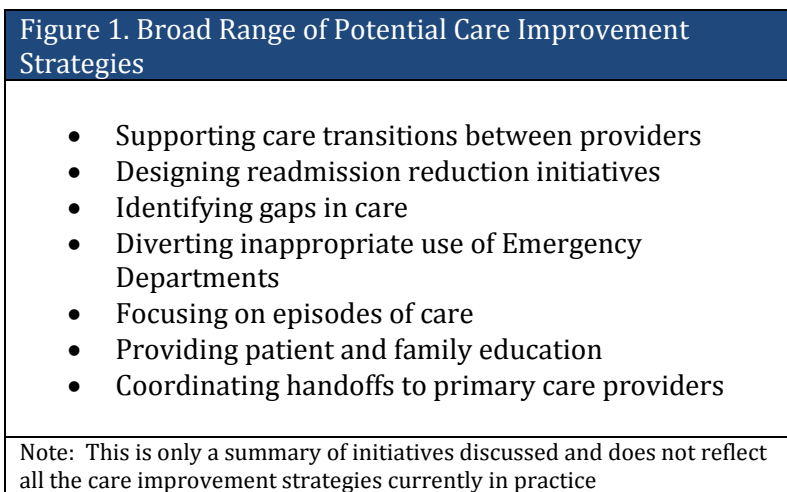 Figure 1. Broad Range of Potential Care Improvement
Strategies
• Supporting care transitions between providers
• Designing readmission reduction initiatives
• Identifying gaps in care
• Diverting inappropriate use of Emergency
Departments
• Focusing on episodes of care
• Providing patient and family education
• Coordinating handoffs to primary care providers
Note: This is only a summary of initiatives discussed and does not reflect
all the care improvement strategies currently in practice